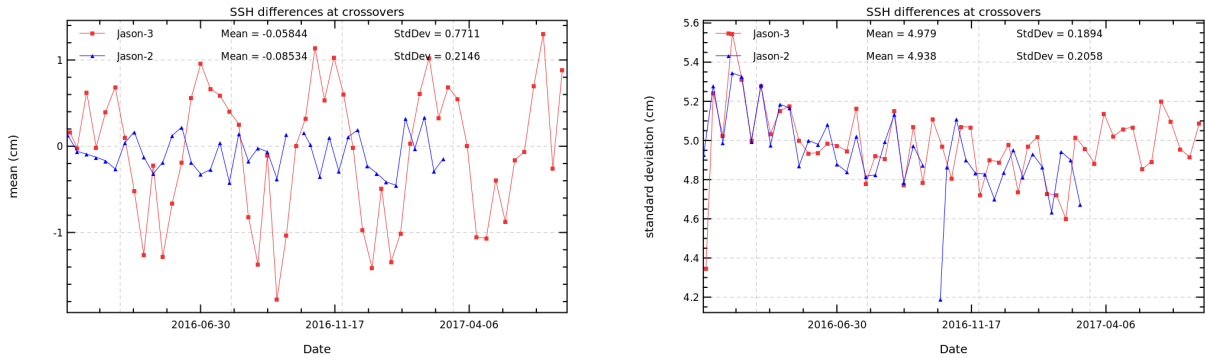 SSH differences at crossovers
Jason-3 Mean = -0.05844 StdDev = 0.7711
Jason-2 Mean = -0.08534 StdDev = 0.2146
1
0
-1
mean (cm)
2016-06-30 2016-11-17 2017-04-06
Date
SSH differences at crossovers
5.6
Jason-3 Mean = 4.979 StdDev = 0.1894
Jason-2 Mean = 4.938 StdDev = 0.2058
5.4
5.2
5.0
4.8
4.6
4.4
4.2
standard deviation (cm)
2016-06-30 2016-11-17 2017-04-06
Date